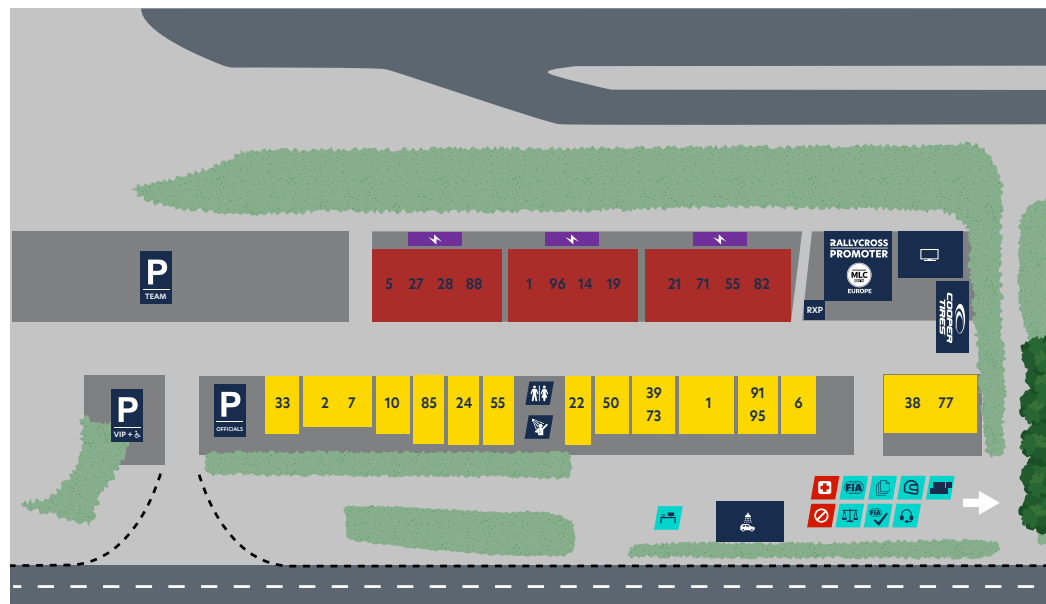 RALLYCROSS
PROMOTER
MLC
EUROPE
P
TEAM
5 27 28 88
1 96 14 19
21 71 55 82
RXP
COOPER
TIRES
P
VIP +
P
OFFICIALS
33
2 7
10
85
24
55
22
50
39
73
1
91
95
6
38 77
FIA
FIA